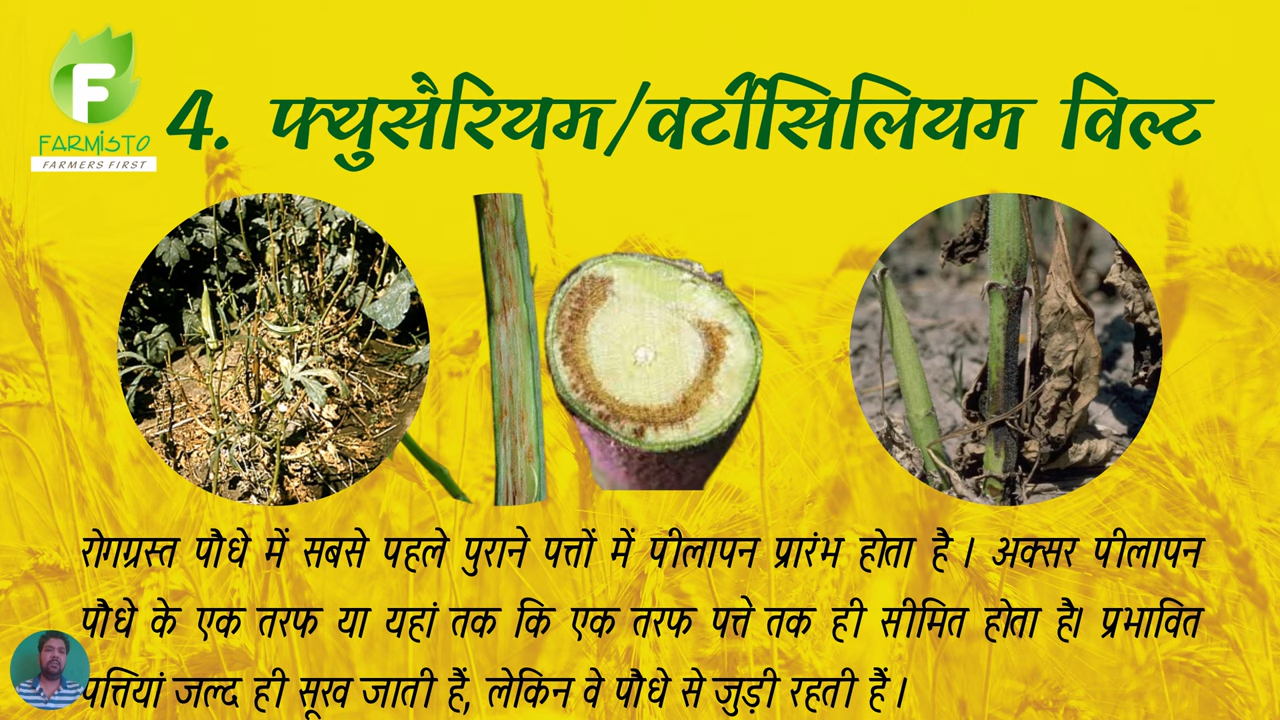 FARMISTO
FARMERS FIRST
4. फ्युसैरियम/वर्टीसिलियम विल्ट
रोगग्रस्त पौधे में सबसे पहले पुराने पत्तों में पीलापन प्रारंभ होता है। अक्सर पीलापन
पौधे के एक तरफ या यहां तक कि एक तरफ पत्ते तक ही सीमित होता है। प्रभावित
पत्तियां जल्द ही सूख जाती हैं, लेकिन वे पौधे से जुड़ी रहती हैं।